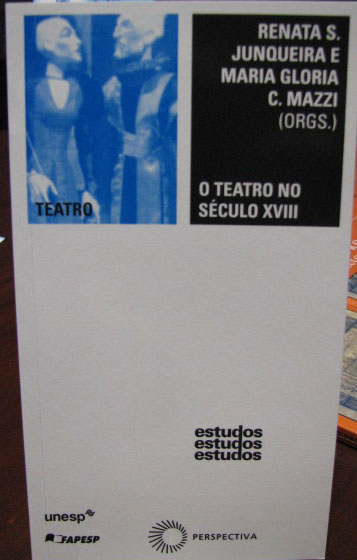 RENATA S.
JUNQUEIRA E
MARIA GLORIA
C. MAZZI
(ORGS.)
TEATRO
O TEATRO NO
SÉCULO XVIII
estudos
estudos
estudos
unesp
FAPESP
PERSPECTIVA